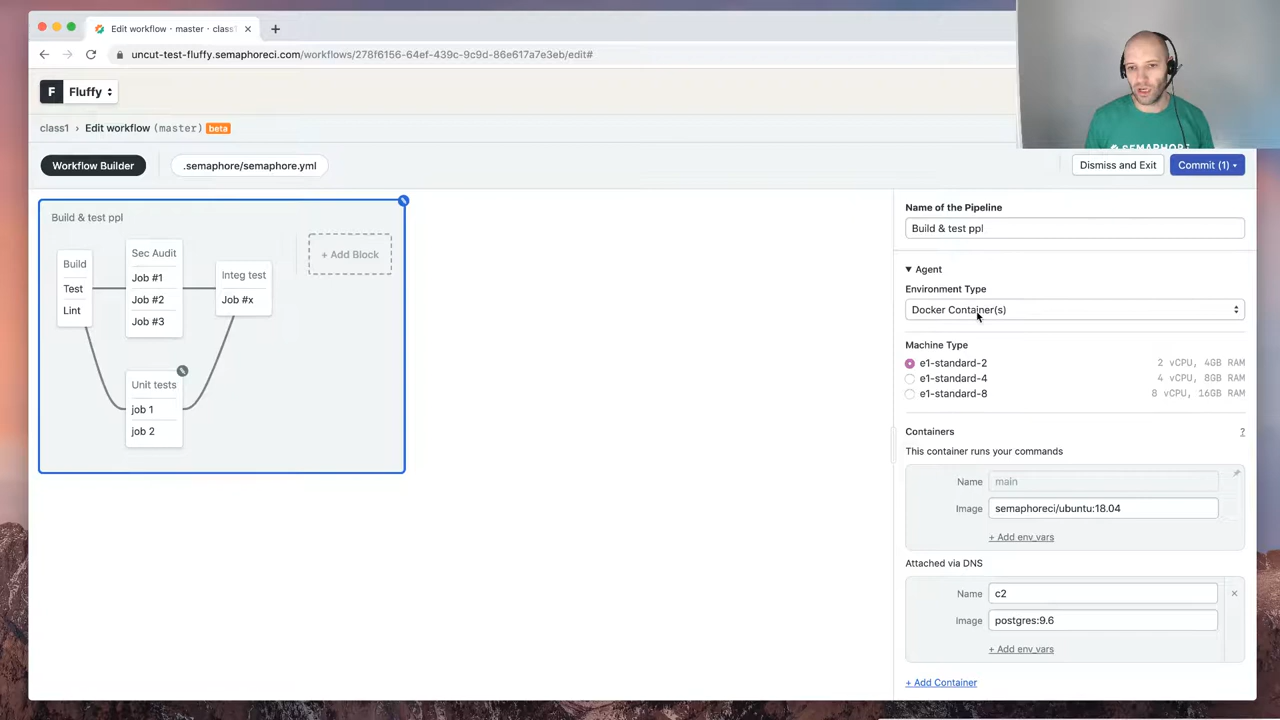 Edit workflow · master · class1
uncut-test-fluffy.semaphoreci.com/workflows/278f6156-64ef-439c-9c9d-86e617a7e3eb/edit#
F Fluffy
class1 › Edit workflow (master) beta
Workflow Builder
.semaphore/semaphore.yml
Dismiss and Exit
Commit (1)
SEMAPHORE
Build & test ppl
Build
Test
Lint
Sec Audit
Job #1
Job #2
Job #3
Integ test
Job #x
+ Add Block
Unit tests
job 1
job 2
Name of the Pipeline
Build & test ppl
Agent
Environment Type
Docker Container(s)
Machine Type
e1-standard-2 2 vCPU, 4GB RAM
e1-standard-4 4 vCPU, 8GB RAM
e1-standard-8 8 vCPU, 16GB RAM
Containers ?
This container runs your commands
Name main
Image semaphoreci/ubuntu:18.04
+ Add env_vars
Attached via DNS
Name c2
Image postgres:9.6
+ Add env_vars
+ Add Container